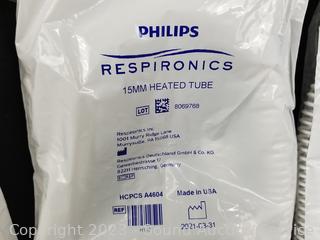 PHILIPS
RESPIRONICS
15MM HEATED TUBE
LOT 8069768
Respironics Inc.
1001 Murry Ridge Lane
Murrysville, PA 15668 USA
Respironics Deutschland GmbH & Co. KG
Gewerbestrasse 17
82211 Herrsching, Germany
EC REP
HCPCS A4604
Made in USA
REF
2021-03-31
Copyright 2023